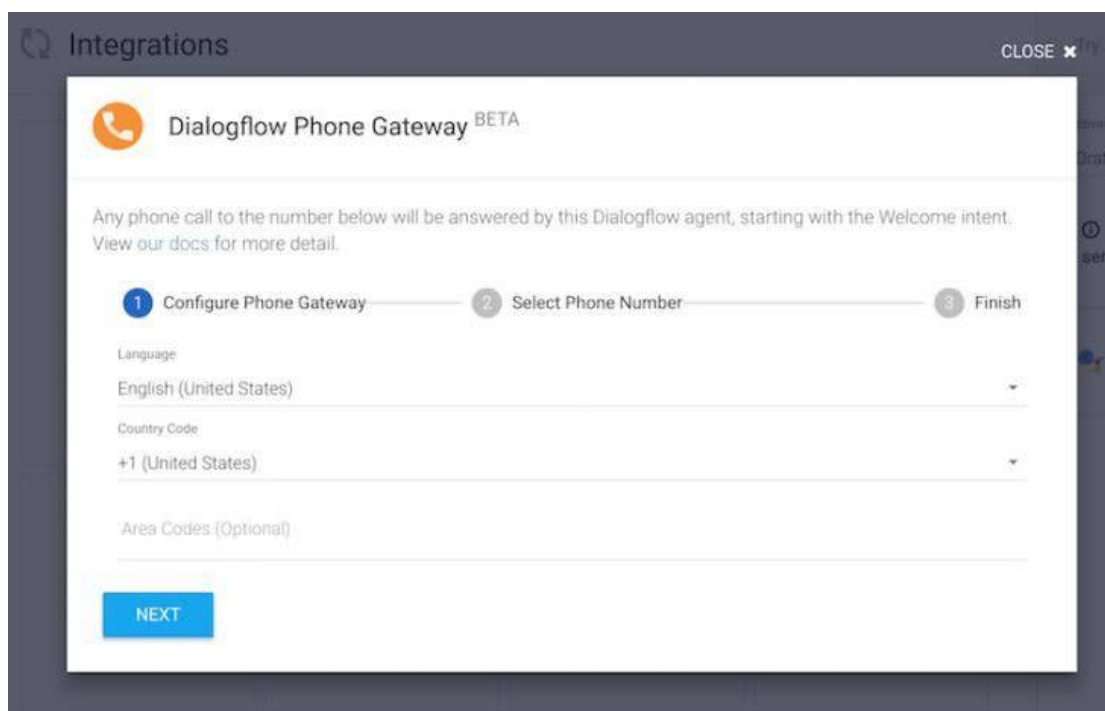 Integrations
CLOSE ✖
Try
Dialogflow Phone Gateway BETA
Any phone call to the number below will be answered by this Dialogflow agent, starting with the Welcome intent.
View our docs for more detail.
1 Configure Phone Gateway 2 Select Phone Number 3 Finish
Language
English (United States)
Country Code
+1 (United States)
Area Codes (Optional)
NEXT